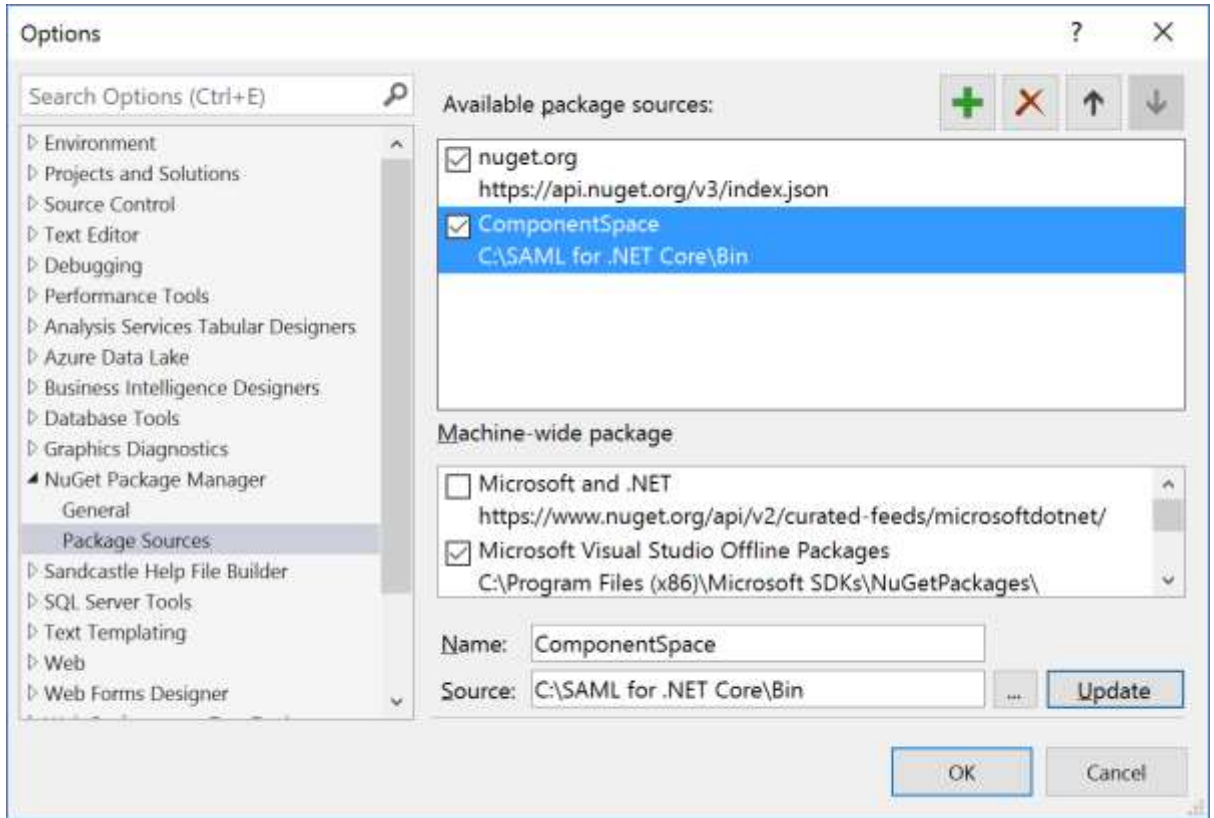 Options
?
Search Options (Ctrl+E)
Environment
Projects and Solutions
Source Control
Text Editor
Debugging
Performance Tools
Analysis Services Tabular Designers
Azure Data Lake
Business Intelligence Designers
Database Tools
Graphics Diagnostics
NuGet Package Manager
General
Package Sources
Sandcastle Help File Builder
SQL Server Tools
Text Templating
Web
Web Forms Designer
Available package sources:
nuget.org
https://api.nuget.org/v3/index.json
ComponentSpace
C:\SAML for .NET Core\Bin
Machine-wide package
Microsoft and .NET
https://www.nuget.org/api/v2/curated-feeds/microsoftdotnet/
Microsoft Visual Studio Offline Packages
C:\Program Files (x86)\Microsoft SDKs\NuGetPackages\
Name: ComponentSpace
Source: C:\SAML for .NET Core\Bin ... Update
OK Cancel